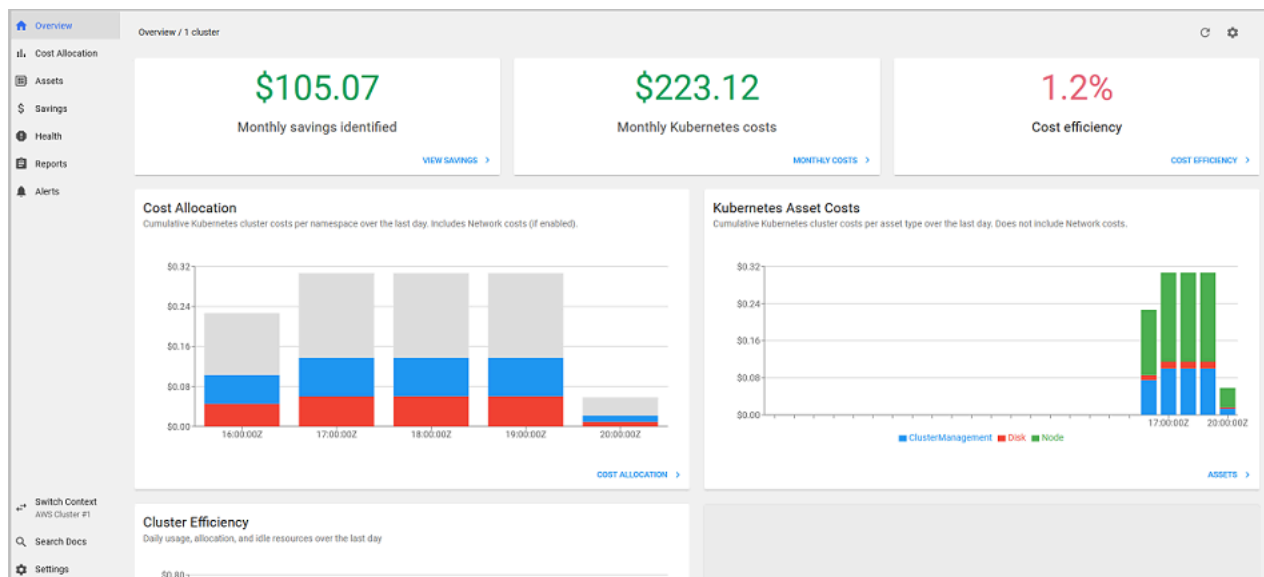 Overview
Cost Allocation
Assets
Savings
Health
Reports
Alerts
Switch Context
AWS Cluster #1
Search Docs
Settings
Overview / 1 cluster
$105.07
Monthly savings identified
VIEW SAVINGS
$223.12
Monthly Kubernetes costs
MONTHLY COSTS
1.2%
Cost efficiency
COST EFFICIENCY
Cost Allocation
Cumulative Kubernetes cluster costs per namespace over the last day. Includes Network costs (if enabled).
$0.32
$0.24
$0.16
$0.08
$0.00
16:00:00Z 17:00:00Z 18:00:00Z 19:00:00Z 20:00:00Z
COST ALLOCATION
Kubernetes Asset Costs
Cumulative Kubernetes cluster costs per asset type over the last day. Does not include Network costs.
$0.32
$0.24
$0.16
$0.08
$0.00
17:00:00Z 20:00:00Z
ClusterManagement Disk Node
ASSETS
Cluster Efficiency
Daily usage, allocation, and idle resources over the last day
$0.80